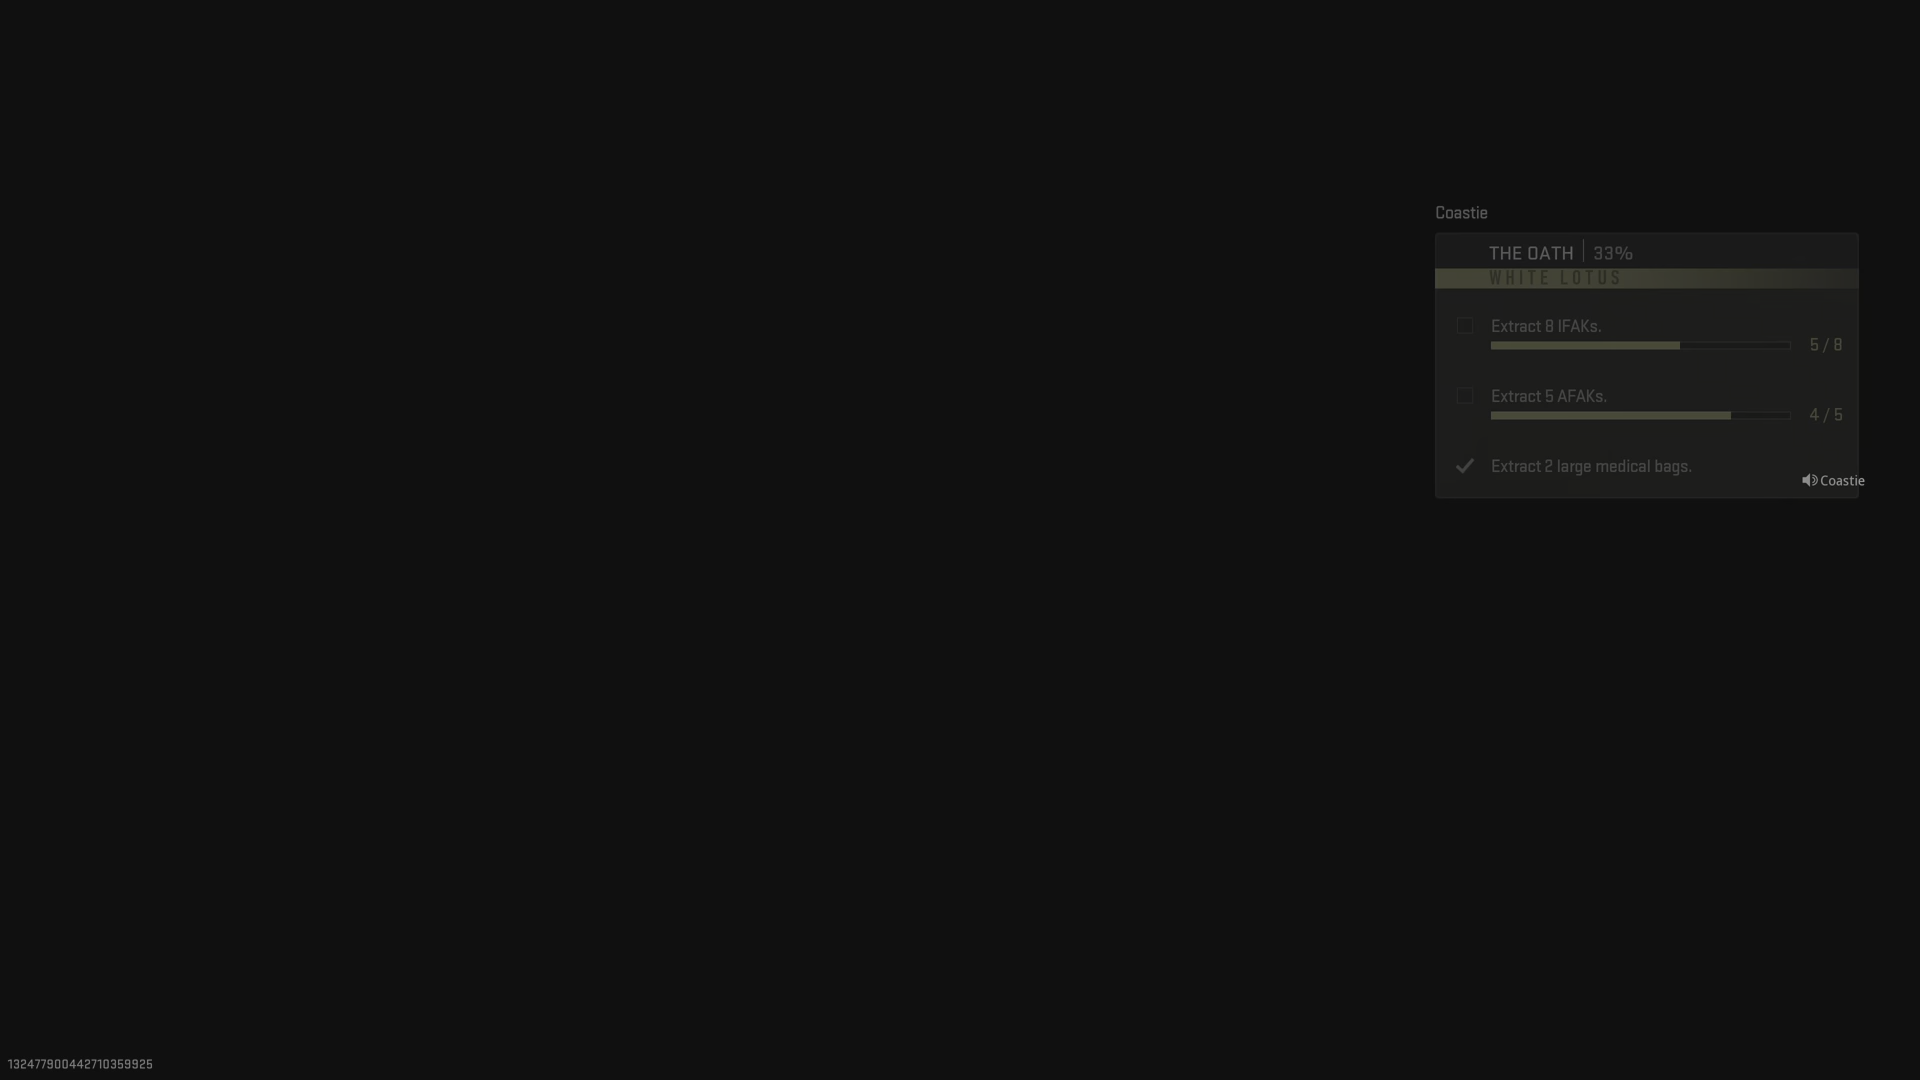 Coastie
THE OATH | 33%
WHITE LOTUS
Extract 8 IFAKs.
5 / 8
Extract 5 AFAKs.
4 / 5
Extract 2 large medical bags.
Coastie
132477900442710359925